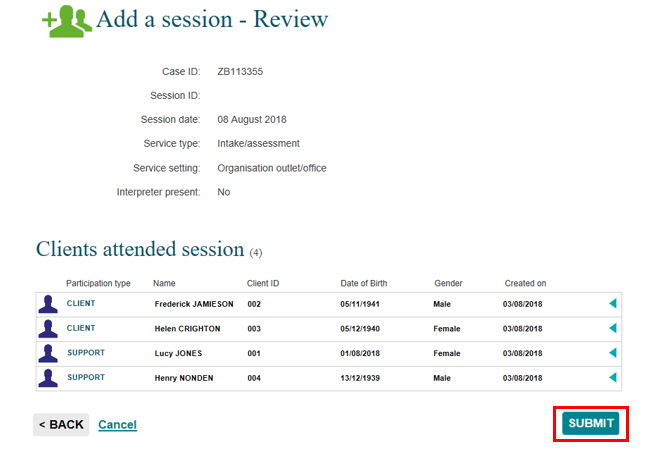 Add a session - Review
Case ID: ZB113355
Session ID:
Session date: 08 August 2018
Service type: Intake/assessment
Service setting: Organisation outlet/office
Interpreter present: No
Clients attended session (4)
Participation type Name Client ID Date of Birth Gender Created on
CLIENT Frederick JAMIESON 002 05/11/1941 Male 03/08/2018
CLIENT Helen CRIGHTON 003 05/12/1940 Female 03/08/2018
SUPPORT Lucy JONES 001 01/08/2018 Female 03/08/2018
SUPPORT Henry NONDEN 004 13/12/1939 Male 03/08/2018
< BACK Cancel SUBMIT